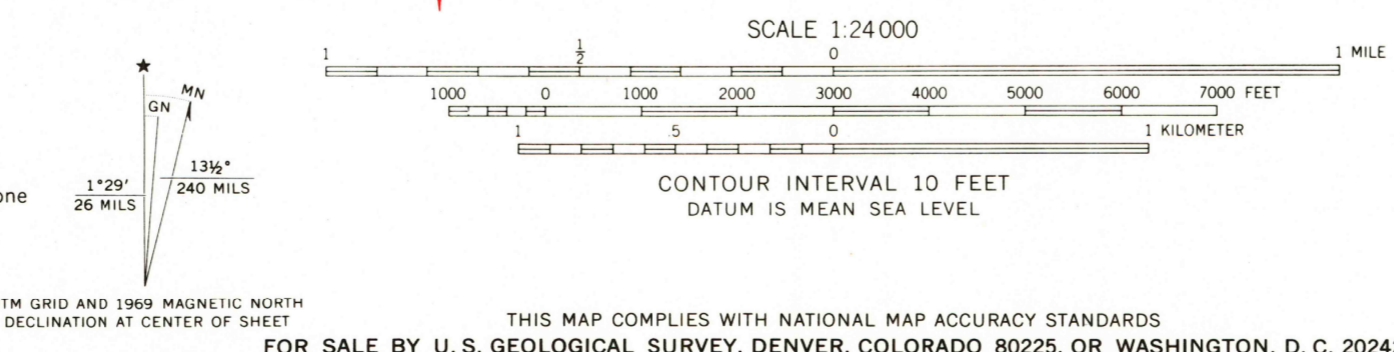 SCALE 1:24 000
1 ½ 0 1 MILE
1000 0 1000 2000 3000 4000 5000 6000 7000 FEET
1 .5 0 1 KILOMETER
CONTOUR INTERVAL 10 FEET
DATUM IS MEAN SEA LEVEL
★
GN
MN
1°29′
26 MILS
13½°
240 MILS
one
TM GRID AND 1969 MAGNETIC NORTH
DECLINATION AT CENTER OF SHEET
THIS MAP COMPLIES WITH NATIONAL MAP ACCURACY STANDARDS
FOR SALE BY U. S. GEOLOGICAL SURVEY, DENVER, COLORADO 80225, OR WASHINGTON, D. C. 2024